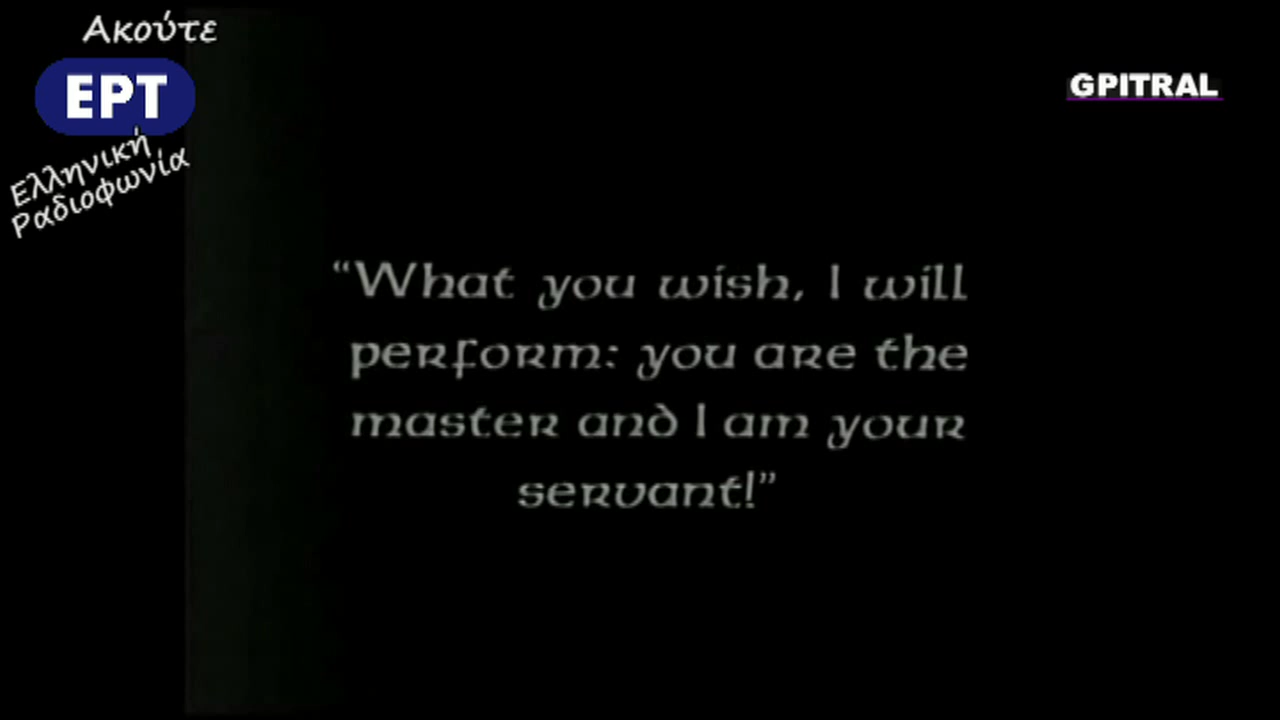 Ακούτε
ΕΡΤ
Ελληνική
Ραδιοφωνία
GPITRAL
“What you wish, I will
perform: you are the
master and I am your
servant!”